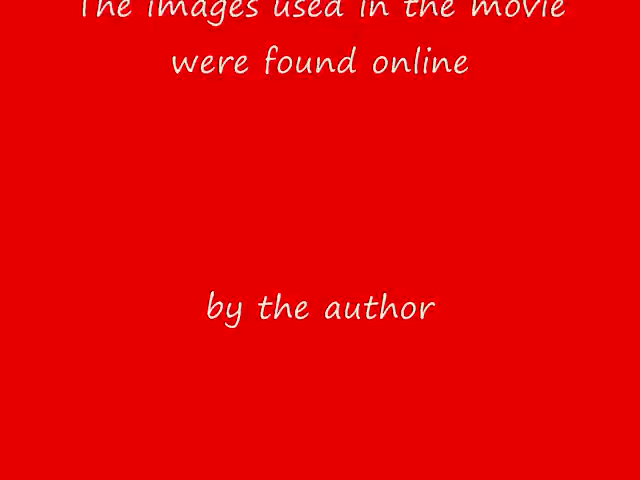 The images used in the movie
were found online
by the author